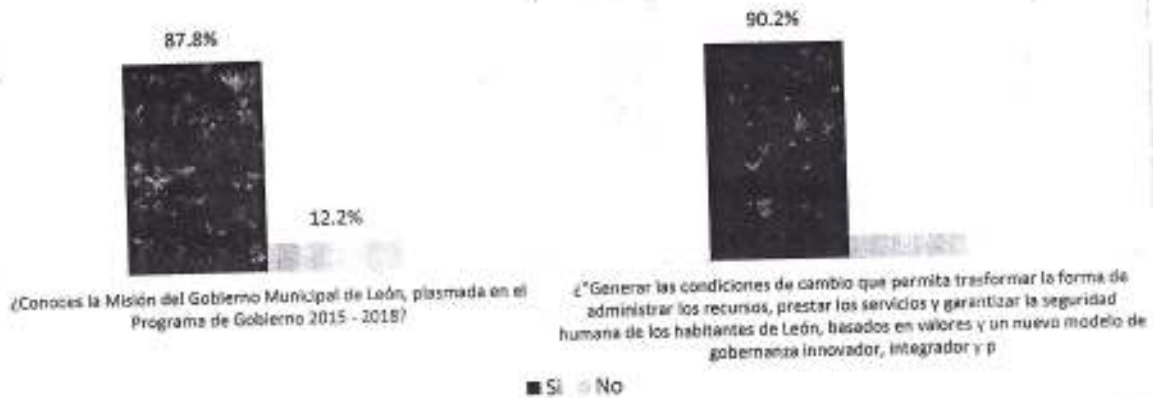 87.8%
12.2%
¿Conoces la Misión del Gobierno Municipal de León, plasmada en el
Programa de Gobierno 2015 - 2018?
90.2%
¿"Generar las condiciones de cambio que permita trasformar la forma de
administrar los recursos, prestar los servicios y garantizar la seguridad
humana de los habitantes de León, basados en valores y un nuevo modelo de
gobernanza innovador, integrador y p
Si No